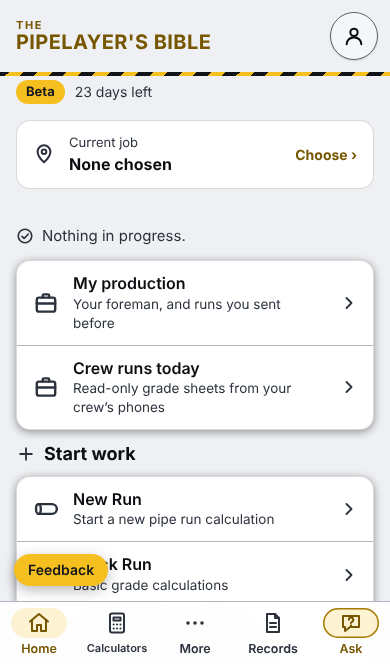 THE
PIPELAYER'S BIBLE
Beta 23 days left
Current job
None chosen
Choose ›
Nothing in progress.
My production
Your foreman, and runs you sent
before
Crew runs today
Read-only grade sheets from your
crew's phones
Start work
New Run
Start a new pipe run calculation
Run
Feedback
Basic grade calculations
Home Calculators More Records Ask